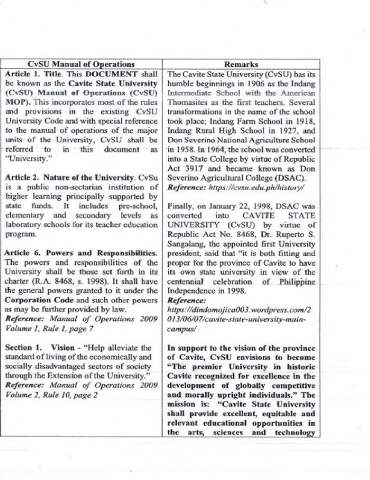 CvSU Manual of Operations
Article 1. Title. This DOCUMENT shall
be known as the Cavite State University
(CvSU) Manual of Operations (CvSU)
MOP). This incorporates most of the rules
and provisions in the existing CvSU
University Code and with special reference
to the manual of operations of the major
units of the University, CvSU shall be
referred to in this document as
"University."
Article 2. Nature of the University. CvSu
is a public non-sectarian institution of
higher learning principally supported by
state funds. It includes pre-school,
elementary and secondary levels as
laboratory schools for its teacher education
program.
Article 6. Powers and Responsibilities.
The powers and responsibilities of the
University shall be those set forth in its
charter (R.A. 8468, s. 1998). It shall have
the general powers granted to it under the
Corporation Code and such other powers
as may be further provided by law.
Reference: Manual of Operations 2009
Volume 1, Rule 1, page 7
Section 1. Vision - "Help alleviate the
standard of living of the economically and
socially disadvantaged sectors of society
through the Extension of the University."
Reference: Manual of Operations 2009
Volume 2, Rule 10, page 2
Remarks
The Cavite State University (CvSU) has its
humble beginnings in 1906 as the Indang
Intermediate School with the American
Thomasites as the first teachers. Several
transformations in the name of the school
took place; Indang Farm School in 1918,
Indang Rural High School in 1927, and
Don Severino National Agriculture School
in 1958. In 1964, the school was converted
into a State College by virtue of Republic
Act 3917 and became known as Don
Severino Agricultural College (DSAC).
Reference: https://cvsu.edu.ph/history/
Finally, on January 22, 1998, DSAC was
converted into CAVITE STATE
UNIVERSITY (CvSU) by virtue of
Republic Act No. 8468, Dr. Ruperto S.
Sangalang, the appointed first University
president, said that "it is both fitting and
proper for the province of Cavite to have
its own state university in view of the
centennial celebration of Philippine
Independence in 1998.
Reference:
https://dindomojica003.wordpress.com/2
013/06/07/cavite-state-university-main-
campus/
In support to the vision of the province
of Cavite, CvSU envisions to become
"The premier University in historic
Cavite recognized for excellence in the
development of globally competitive
and morally upright individuals." The
mission is: "Cavite State University
shall provide excellent, equitable and
relevant educational opportunities in
the arts, sciences and technology